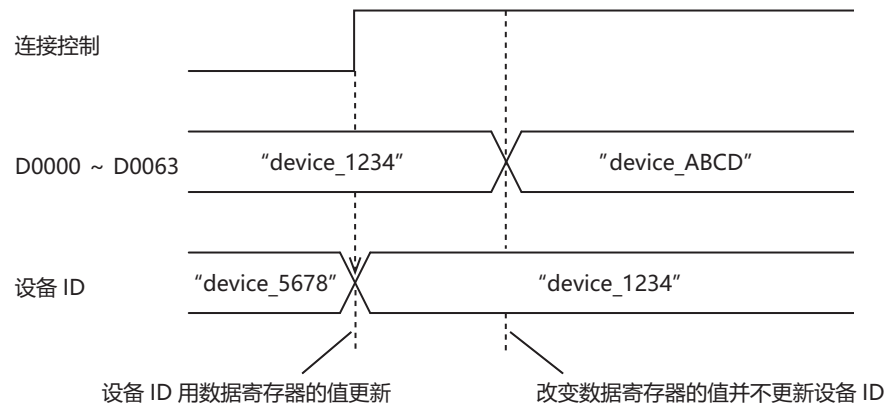 连接控制
D0000 ~ D0063
“device_1234”
“device_ABCD”
设备 ID
“device_5678”
“device_1234”
设备 ID 用数据寄存器的值更新
改变数据寄存器的值并不更新设备 ID